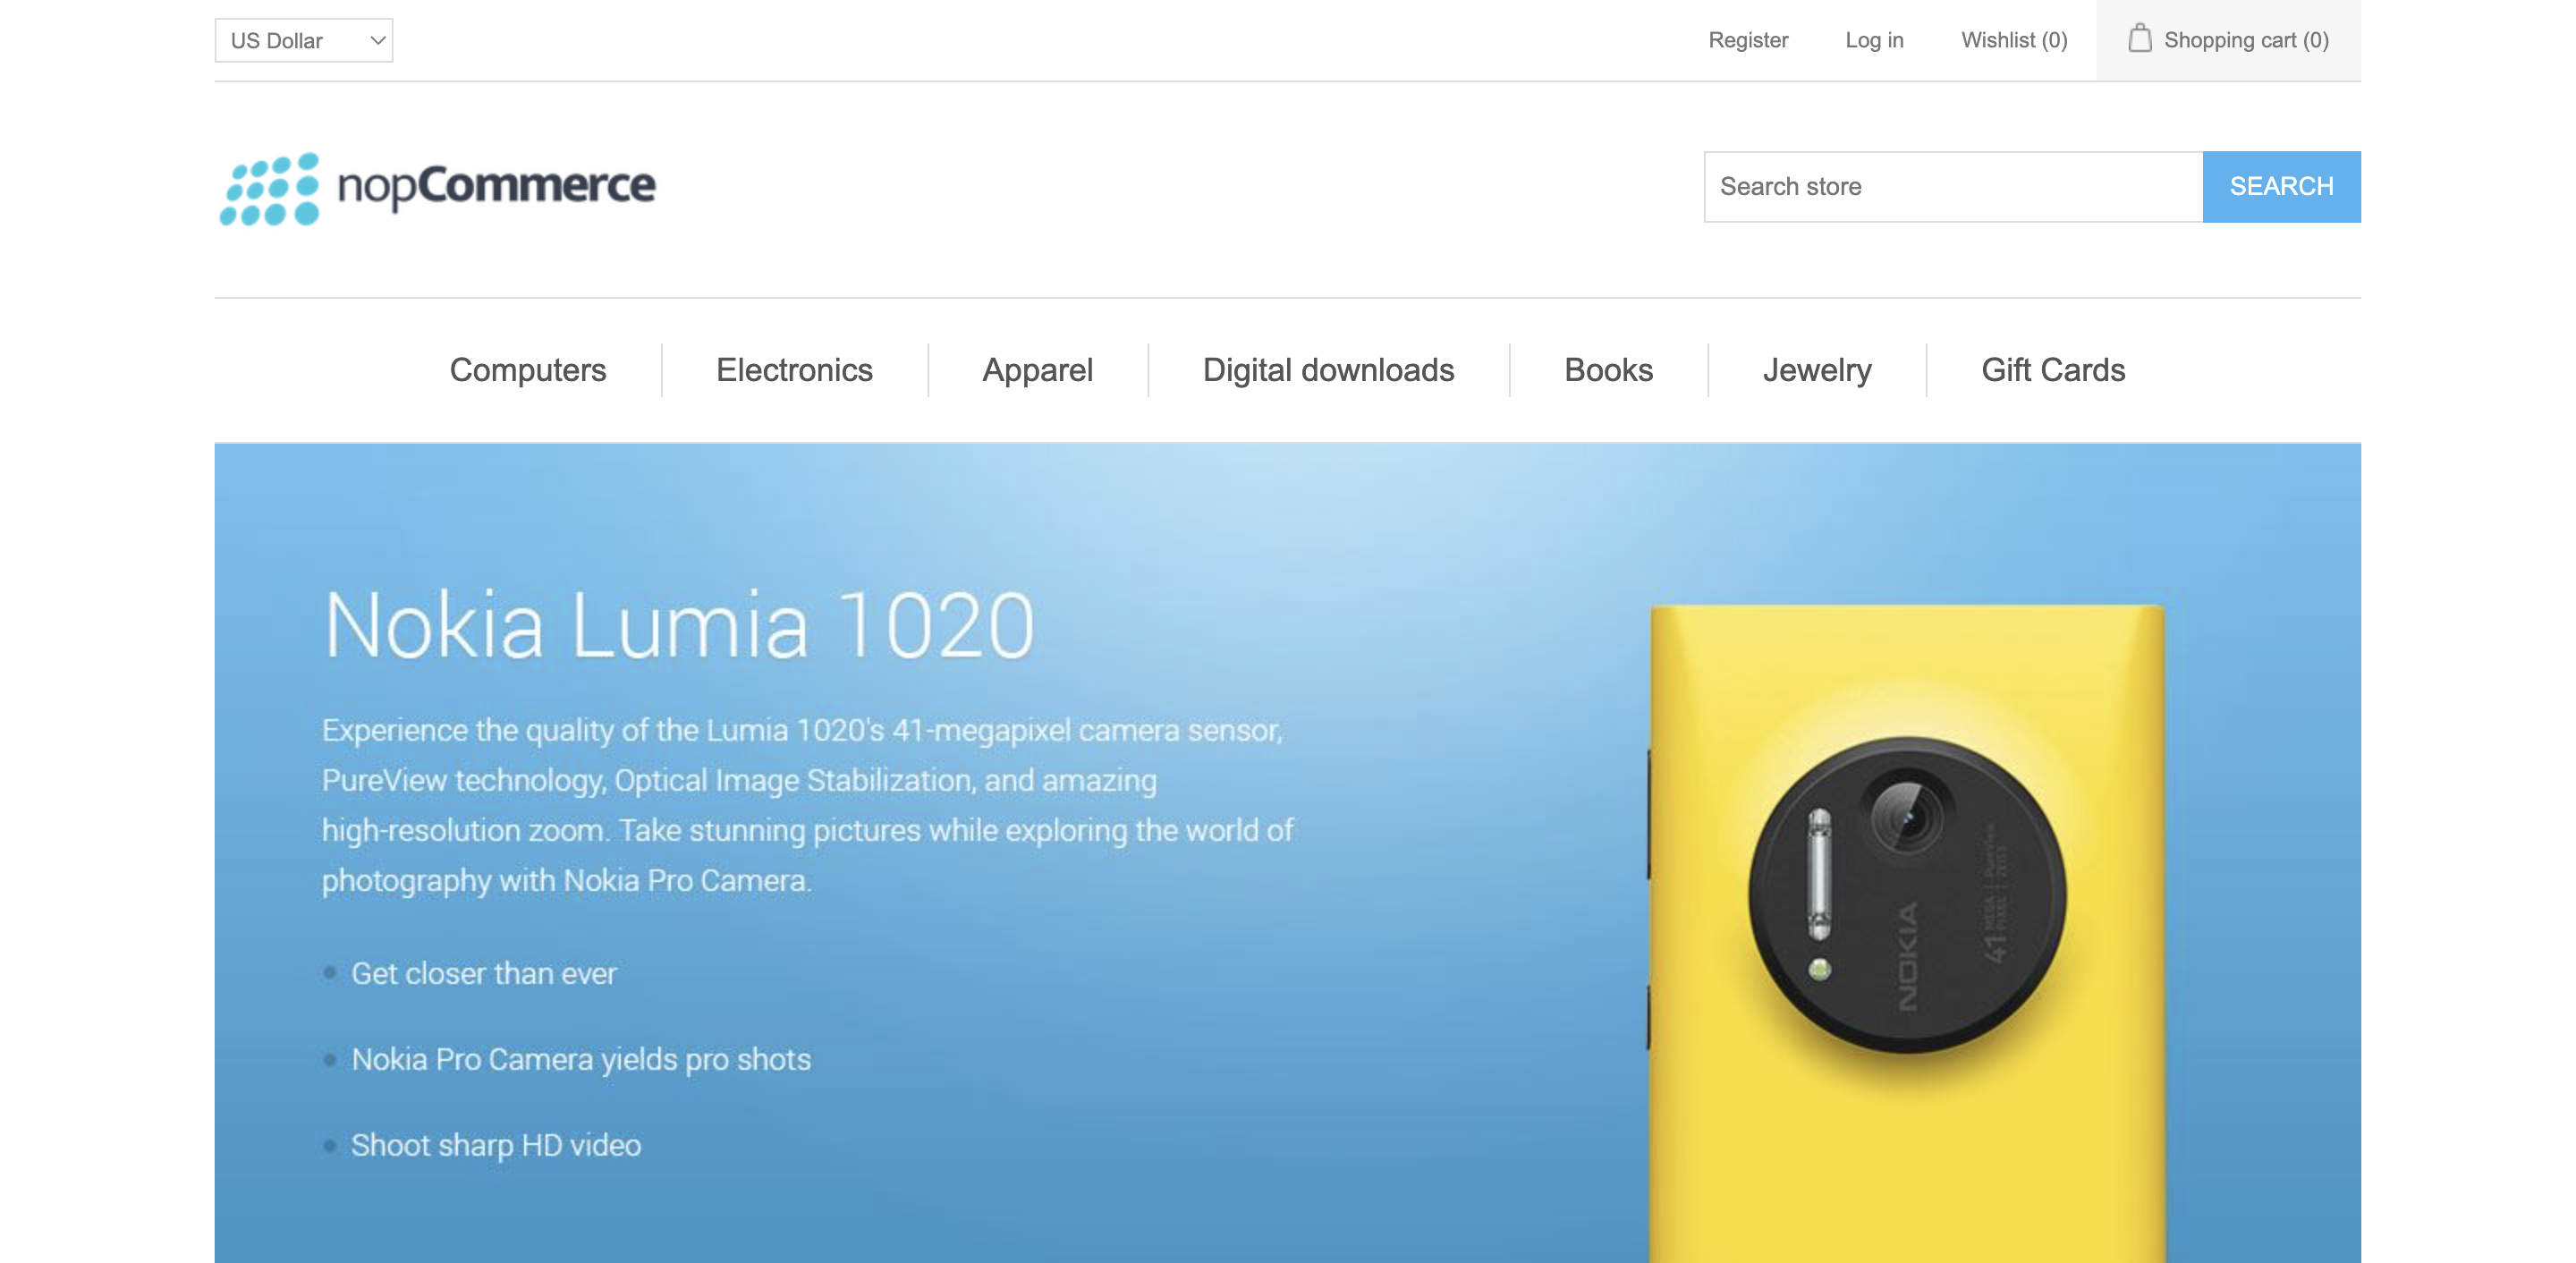 US Dollar
Register
Log in
Wishlist (0)
Shopping cart (0)
nopCommerce
Search store
SEARCH
Computers
Electronics
Apparel
Digital downloads
Books
Jewelry
Gift Cards
Nokia Lumia 1020
Experience the quality of the Lumia 1020's 41-megapixel camera sensor,
PureView technology, Optical Image Stabilization, and amazing
high-resolution zoom. Take stunning pictures while exploring the world of
photography with Nokia Pro Camera.
Get closer than ever
Nokia Pro Camera yields pro shots
Shoot sharp HD video
NOKIA
41 MEGA PIXEL
PureView
ZEISS